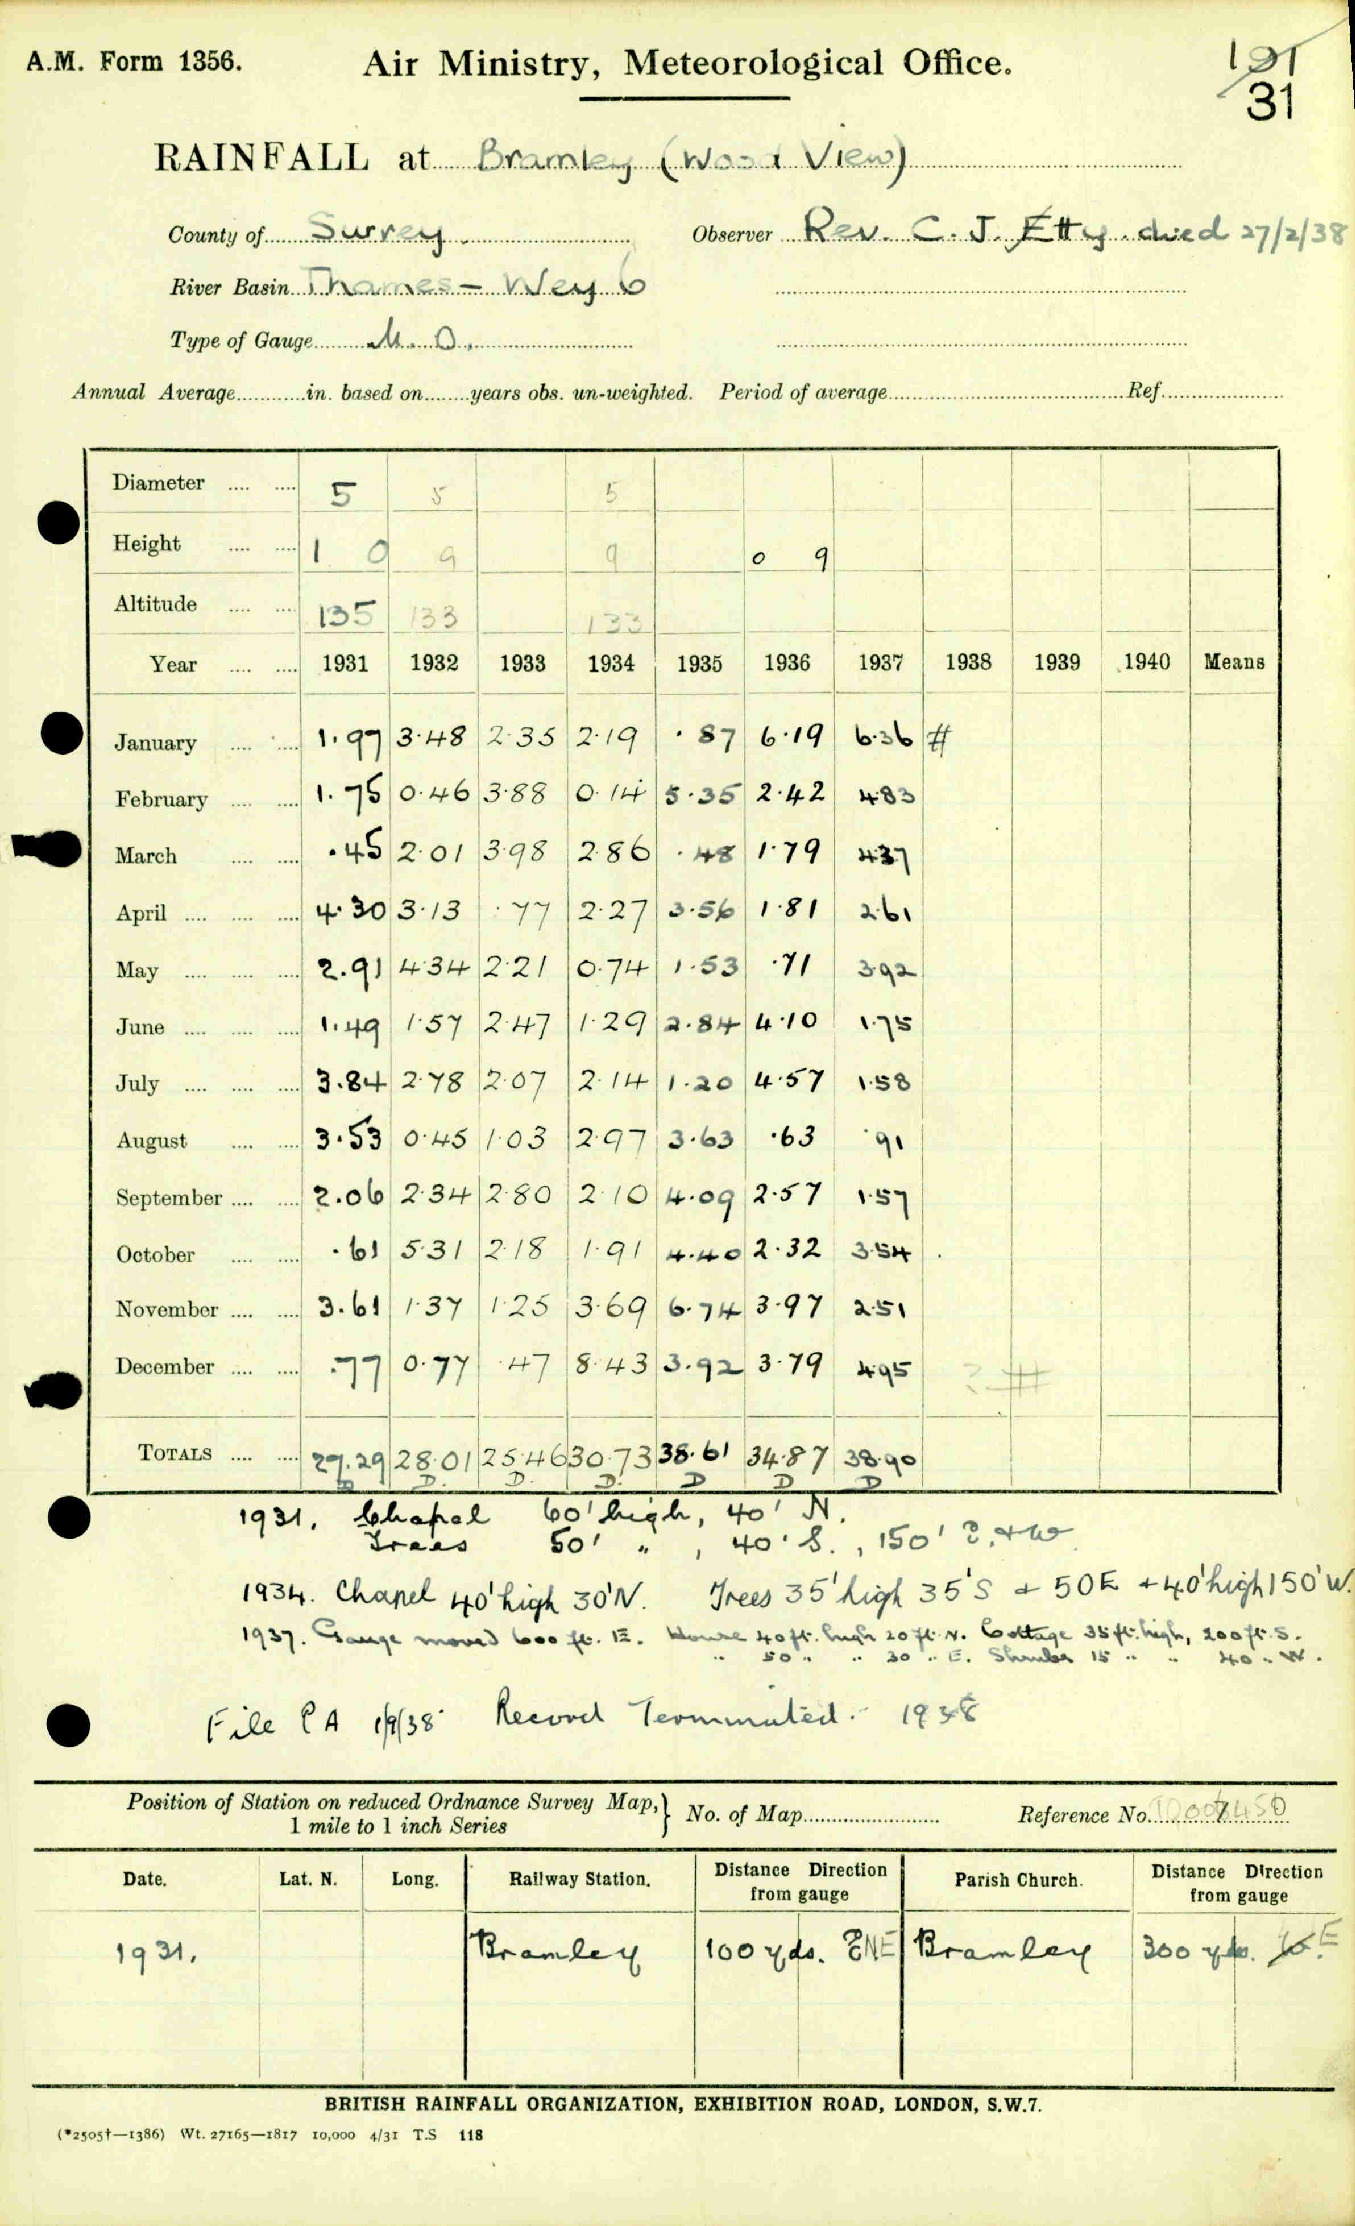 A.M. Form 1356.
Air Ministry, Meteorological Office.
191
31
RAINFALL at Bramley (Wood View)
County of Surrey. Observer Rev. C. J. Etty. died 27/2/38
River Basin Thames - Wey 6
Type of Gauge M.O.
Annual Average............in. based on........years obs. un-weighted. Period of average........................Ref..................
Diameter .... .... 5 5 5
Height .... .... 1 0 9 9 0 9
Altitude .... .... 135 133 133
Year .... .... 1931 1932 1933 1934 1935 1936 1937 1938 1939 1940 Means
January .... .... 1.97 3.48 2.35 2.19 .87 6.19 6.36 #
February .... .... 1.75 0.46 3.88 0.14 5.35 2.42 4.83
March .... .... .45 2.01 3.98 2.86 .48 1.79 4.37
April .... .... .... 4.30 3.13 .77 2.27 3.56 1.81 2.61
May .... .... .... 2.91 4.34 2.21 0.74 1.53 .71 3.92
June .... .... .... 1.49 1.57 2.47 1.29 2.84 4.10 1.75
July .... .... .... 3.84 2.78 2.07 2.14 1.20 4.57 1.58
August .... .... 3.53 0.45 1.03 2.97 3.63 .63 .91
September .... .... 2.06 2.34 2.80 2.10 4.09 2.57 1.57
October .... .... .61 5.31 2.18 1.91 4.40 2.32 3.54
November .... .... 3.61 1.37 1.25 3.69 6.74 3.97 2.51
December .... .... .77 0.77 .47 8.43 3.92 3.79 4.95 ? #
TOTALS .... .... 27.29 28.01 25.46 30.73 38.61 34.87 38.90
D D. D. D. D D D
1931. Chapel 60' high, 40' N.
Trees 50' " , 40' S., 150' E. & W.
1934. Chapel 40' high 30' N. Trees 35' high 35' S + 50 E + 40' high 150' W.
1937. Gauge moved 600 ft. E. House 40 ft. high 20 ft. N. Cottage 35 ft. high, 200 ft. S.
" 50 " " 30 " E. Shrubs 15 " " 40 " W.
File PA 1/9/38 Record Terminated. 1938
Position of Station on reduced Ordnance Survey Map, } No. of Map........................ Reference No.
1 mile to 1 inch Series
Date. Lat. N. Long. Railway Station. Distance Direction from gauge Parish Church. Distance Direction from gauge
1931. Bramley 100 yds. ENE Bramley 300 yds. E
BRITISH RAINFALL ORGANIZATION, EXHIBITION ROAD, LONDON, S.W.7.
(*2505†—1386) Wt. 27165—1817 10,000 4/31 T.S 118